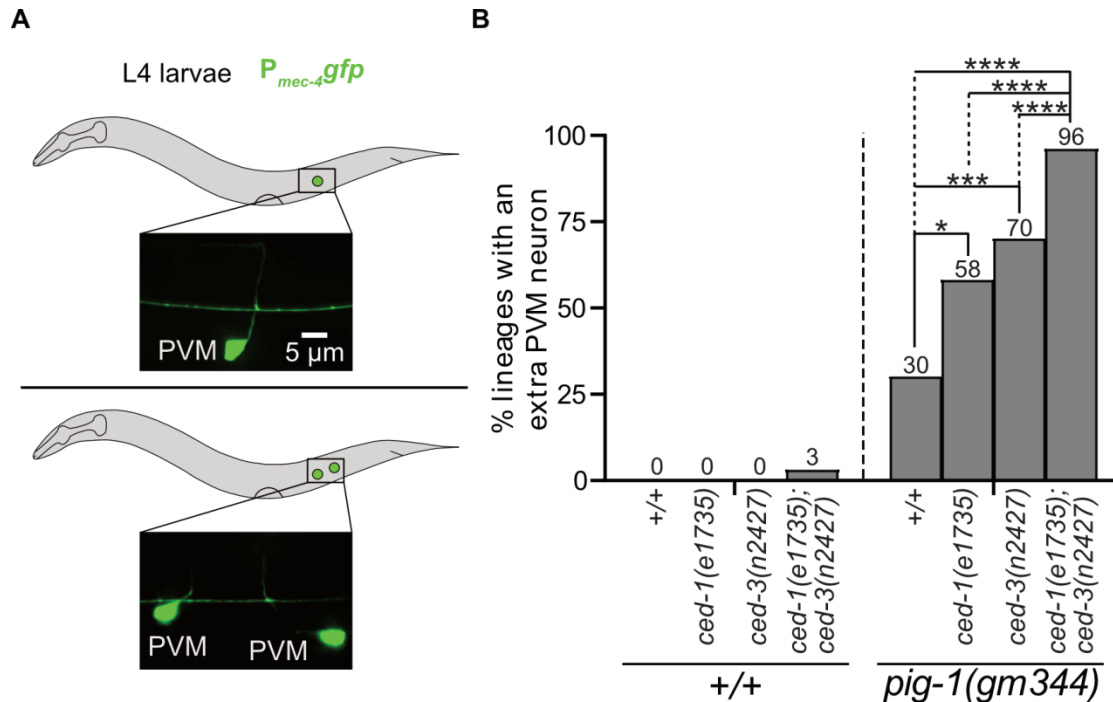 A
L4 larvae Pmec-4gfp
PVM
5 µm
PVM
PVM
B
% lineages with an
extra PVM neuron
100
75
50
25
0
0
0
0
3
30
58
70
96
*
***
****
****
****
+/+
ced-1(e1735)
ced-3(n2427)
ced-1(e1735);
ced-3(n2427)
+/+
ced-1(e1735)
ced-3(n2427)
ced-1(e1735);
ced-3(n2427)
+/+
pig-1(gm344)